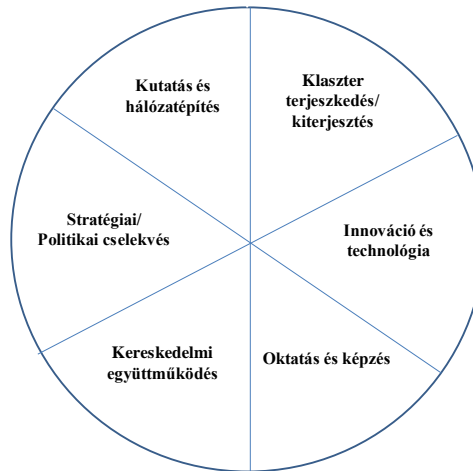 Kutatás és
hálózatépítés
Klaszter
terjeszkedés/
kiterjesztés
Stratégiai/
Politikai cselekvés
Innováció és
technológia
Kereskedelmi
együttműködés
Oktatás és képzés